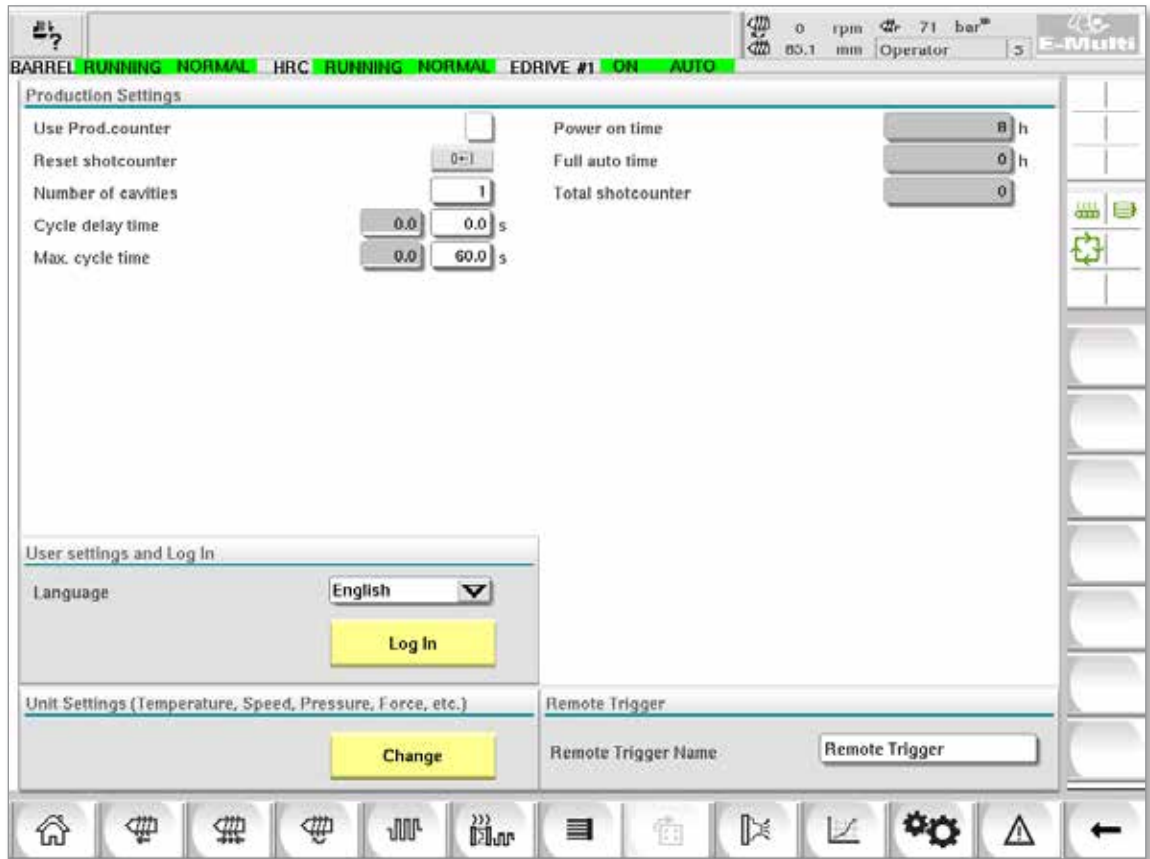 0 rpm 71 bar
85.1 mm Operator 5
E-Multi
BARREL RUNNING NORMAL HRC RUNNING NORMAL EDRIVE #1 ON AUTO
Production Settings
Use Prod.counter
Reset shotcounter
Number of cavities 1
Cycle delay time 0.0 0.0 s
Max. cycle time 0.0 60.0 s
Power on time 8 h
Full auto time 0 h
Total shotcounter 0
User settings and Log In
Language English
Log In
Unit Settings (Temperature, Speed, Pressure, Force, etc.)
Change
Remote Trigger
Remote Trigger Name Remote Trigger